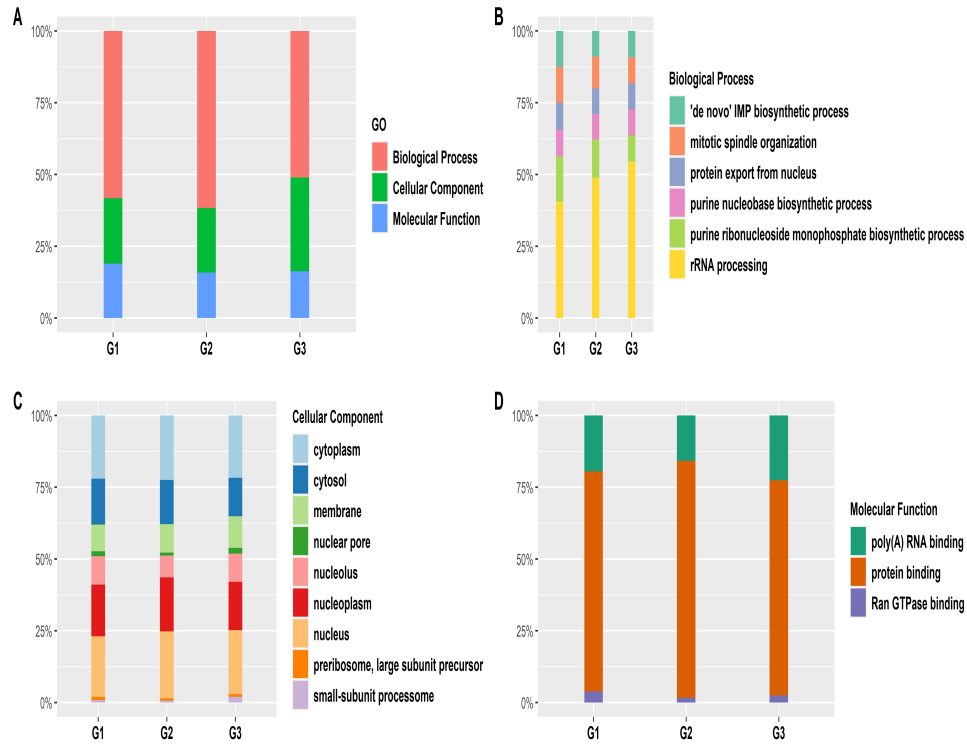 A
100%
75%
50%
25%
0%
G1 G2 G3
GO
Biological Process
Cellular Component
Molecular Function
B
100%
75%
50%
25%
0%
G1 G2 G3
Biological Process
'de novo' IMP biosynthetic process
mitotic spindle organization
protein export from nucleus
purine nucleobase biosynthetic process
purine ribonucleoside monophosphate biosynthetic process
rRNA processing
C
100%
75%
50%
25%
0%
G1 G2 G3
Cellular Component
cytoplasm
cytosol
membrane
nuclear pore
nucleolus
nucleoplasm
nucleus
preribosome, large subunit precursor
small-subunit processome
D
100%
75%
50%
25%
0%
G1 G2 G3
Molecular Function
poly(A) RNA binding
protein binding
Ran GTPase binding